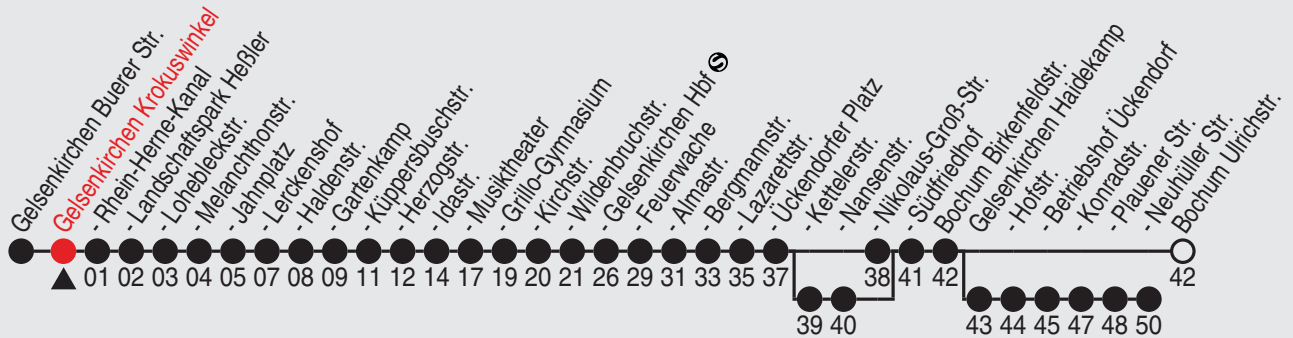 Gelsenkirchen Buerer Str.
Gelsenkirchen Krokuswinkel
- Rhein-Herne-Kanal
- Landschaftspark Heßler
- Lohebleckstr.
- Melanchthonstr.
- Jahnplatz
- Lerckenshof
- Haldenstr.
- Gartenkamp
- Küppersbuschstr.
- Herzogstr.
- Idastr.
- Musiktheater
- Grillo-Gymnasium
- Kirchstr.
- Wildenbruchstr.
- Gelsenkirchen Hbf S
- Feuerwache
- Almastr.
- Bergmannstr.
- Lazarettstr.
- Ückendorfer Platz
- Kettelerstr.
- Nansenstr.
- Nikolaus-Groß-Str.
- Südfriedhof
Bochum Birkenfeldstr.
Gelsenkirchen Haidekamp
- Hofstr.
- Betriebshof Ückendorf
- Konradstr.
- Plauener Str.
- Neuhüller Str.
Bochum Ulrichstr.
01 02 03 04 05 07 08 09 11 12 14 17 19 20 21 26 29 31 33 35 37 38 41 42 42
39 40 43 44 45 47 48 50